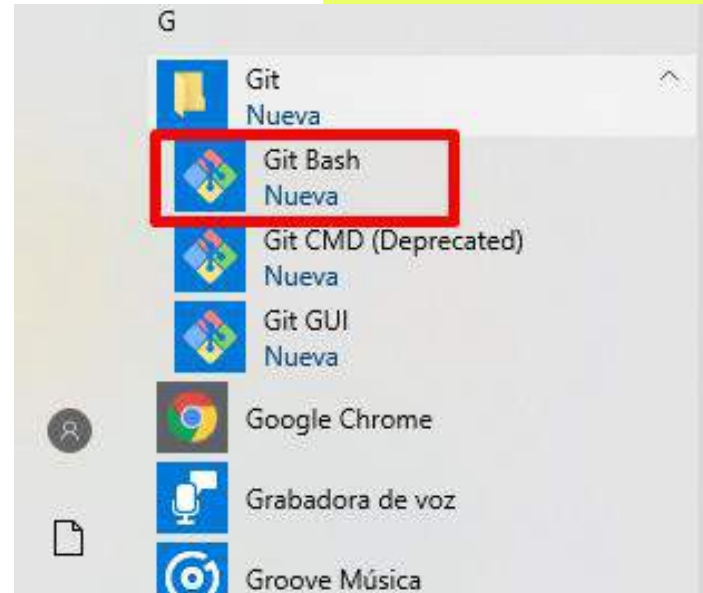 G
Git
Nueva
Git Bash
Nueva
Git CMD (Deprecated)
Nueva
Git GUI
Nueva
Google Chrome
Grabadora de voz
Groove Música